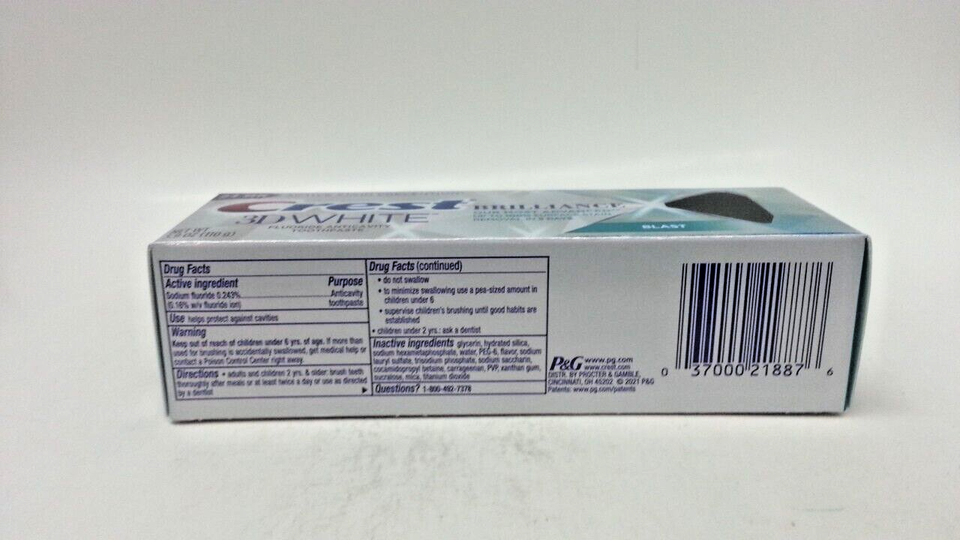 Crest
3D WHITE
BRILLIANCE
FLUORIDE ANTICAVITY
TOOTHPASTE
NET WT
(110 g)
BLAST
Drug Facts
Active ingredient Purpose
Sodium fluoride 0.243% Anticavity
(0.16% w/v fluoride ion) toothpaste
Use helps protect against cavities
Warning
Keep out of reach of children under 6 yrs. of age. If more than
used for brushing is accidentally swallowed, get medical help or
contact a Poison Control Center right away.
Directions • adults and children 2 yrs. & older: brush teeth
thoroughly after meals or at least twice a day or use as directed
by a dentist
Drug Facts (continued)
• do not swallow
• to minimize swallowing use a pea-sized amount in
children under 6
• supervise children's brushing until good habits are
established
• children under 2 yrs.: ask a dentist
Inactive ingredients glycerin, hydrated silica,
sodium hexametaphosphate, water, PEG-6, flavor, sodium
lauryl sulfate, trisodium phosphate, sodium saccharin,
cocamidopropyl betaine, carrageenan, PVP, xanthan gum,
sucralose, mica, titanium dioxide
Questions? 1-800-492-7378
P&G www.pg.com
www.crest.com
DISTR. BY PROCTER & GAMBLE,
CINCINNATI, OH 45202 © 2021 P&G
Patents: www.pg.com/patents
0 37000 21887 6